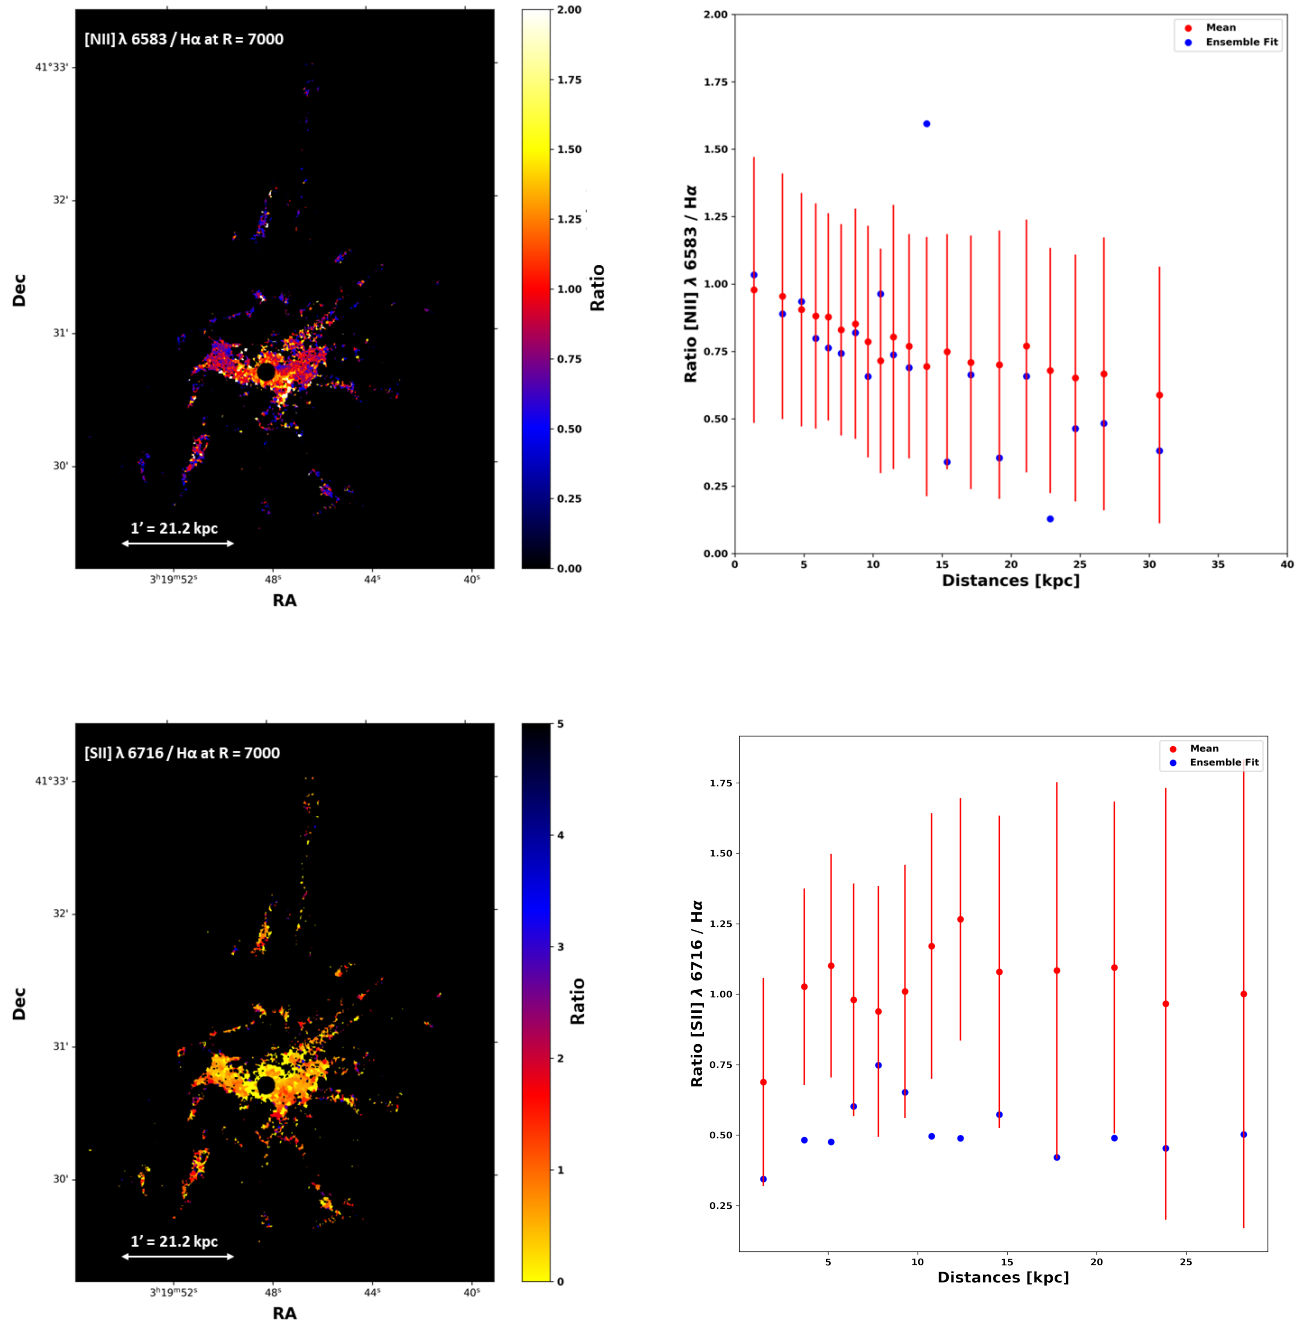 [NII] λ 6583 / Hα at R = 7000
41°33'
32'
31'
30'
Dec
1’ = 21.2 kpc
3ʰ19ᵐ52ˢ
48ˢ
44ˢ
40ˢ
RA
2.00
1.75
1.50
1.25
1.00
0.75
0.50
0.25
0.00
Ratio
2.00
1.75
1.50
1.25
1.00
0.75
0.50
0.25
0.00
Ratio [NII] λ 6583 / Hα
Mean
Ensemble Fit
0
5
10
15
20
25
30
35
40
Distances [kpc]
[SII] λ 6716 / Hα at R = 7000
41°33'
32'
31'
30'
Dec
1’ = 21.2 kpc
3ʰ19ᵐ52ˢ
48ˢ
44ˢ
40ˢ
RA
5
4
3
2
1
0
Ratio
1.75
1.50
1.25
1.00
0.75
0.50
0.25
Ratio [SII] λ 6716 / Hα
Mean
Ensemble Fit
5
10
15
20
25
Distances [kpc]